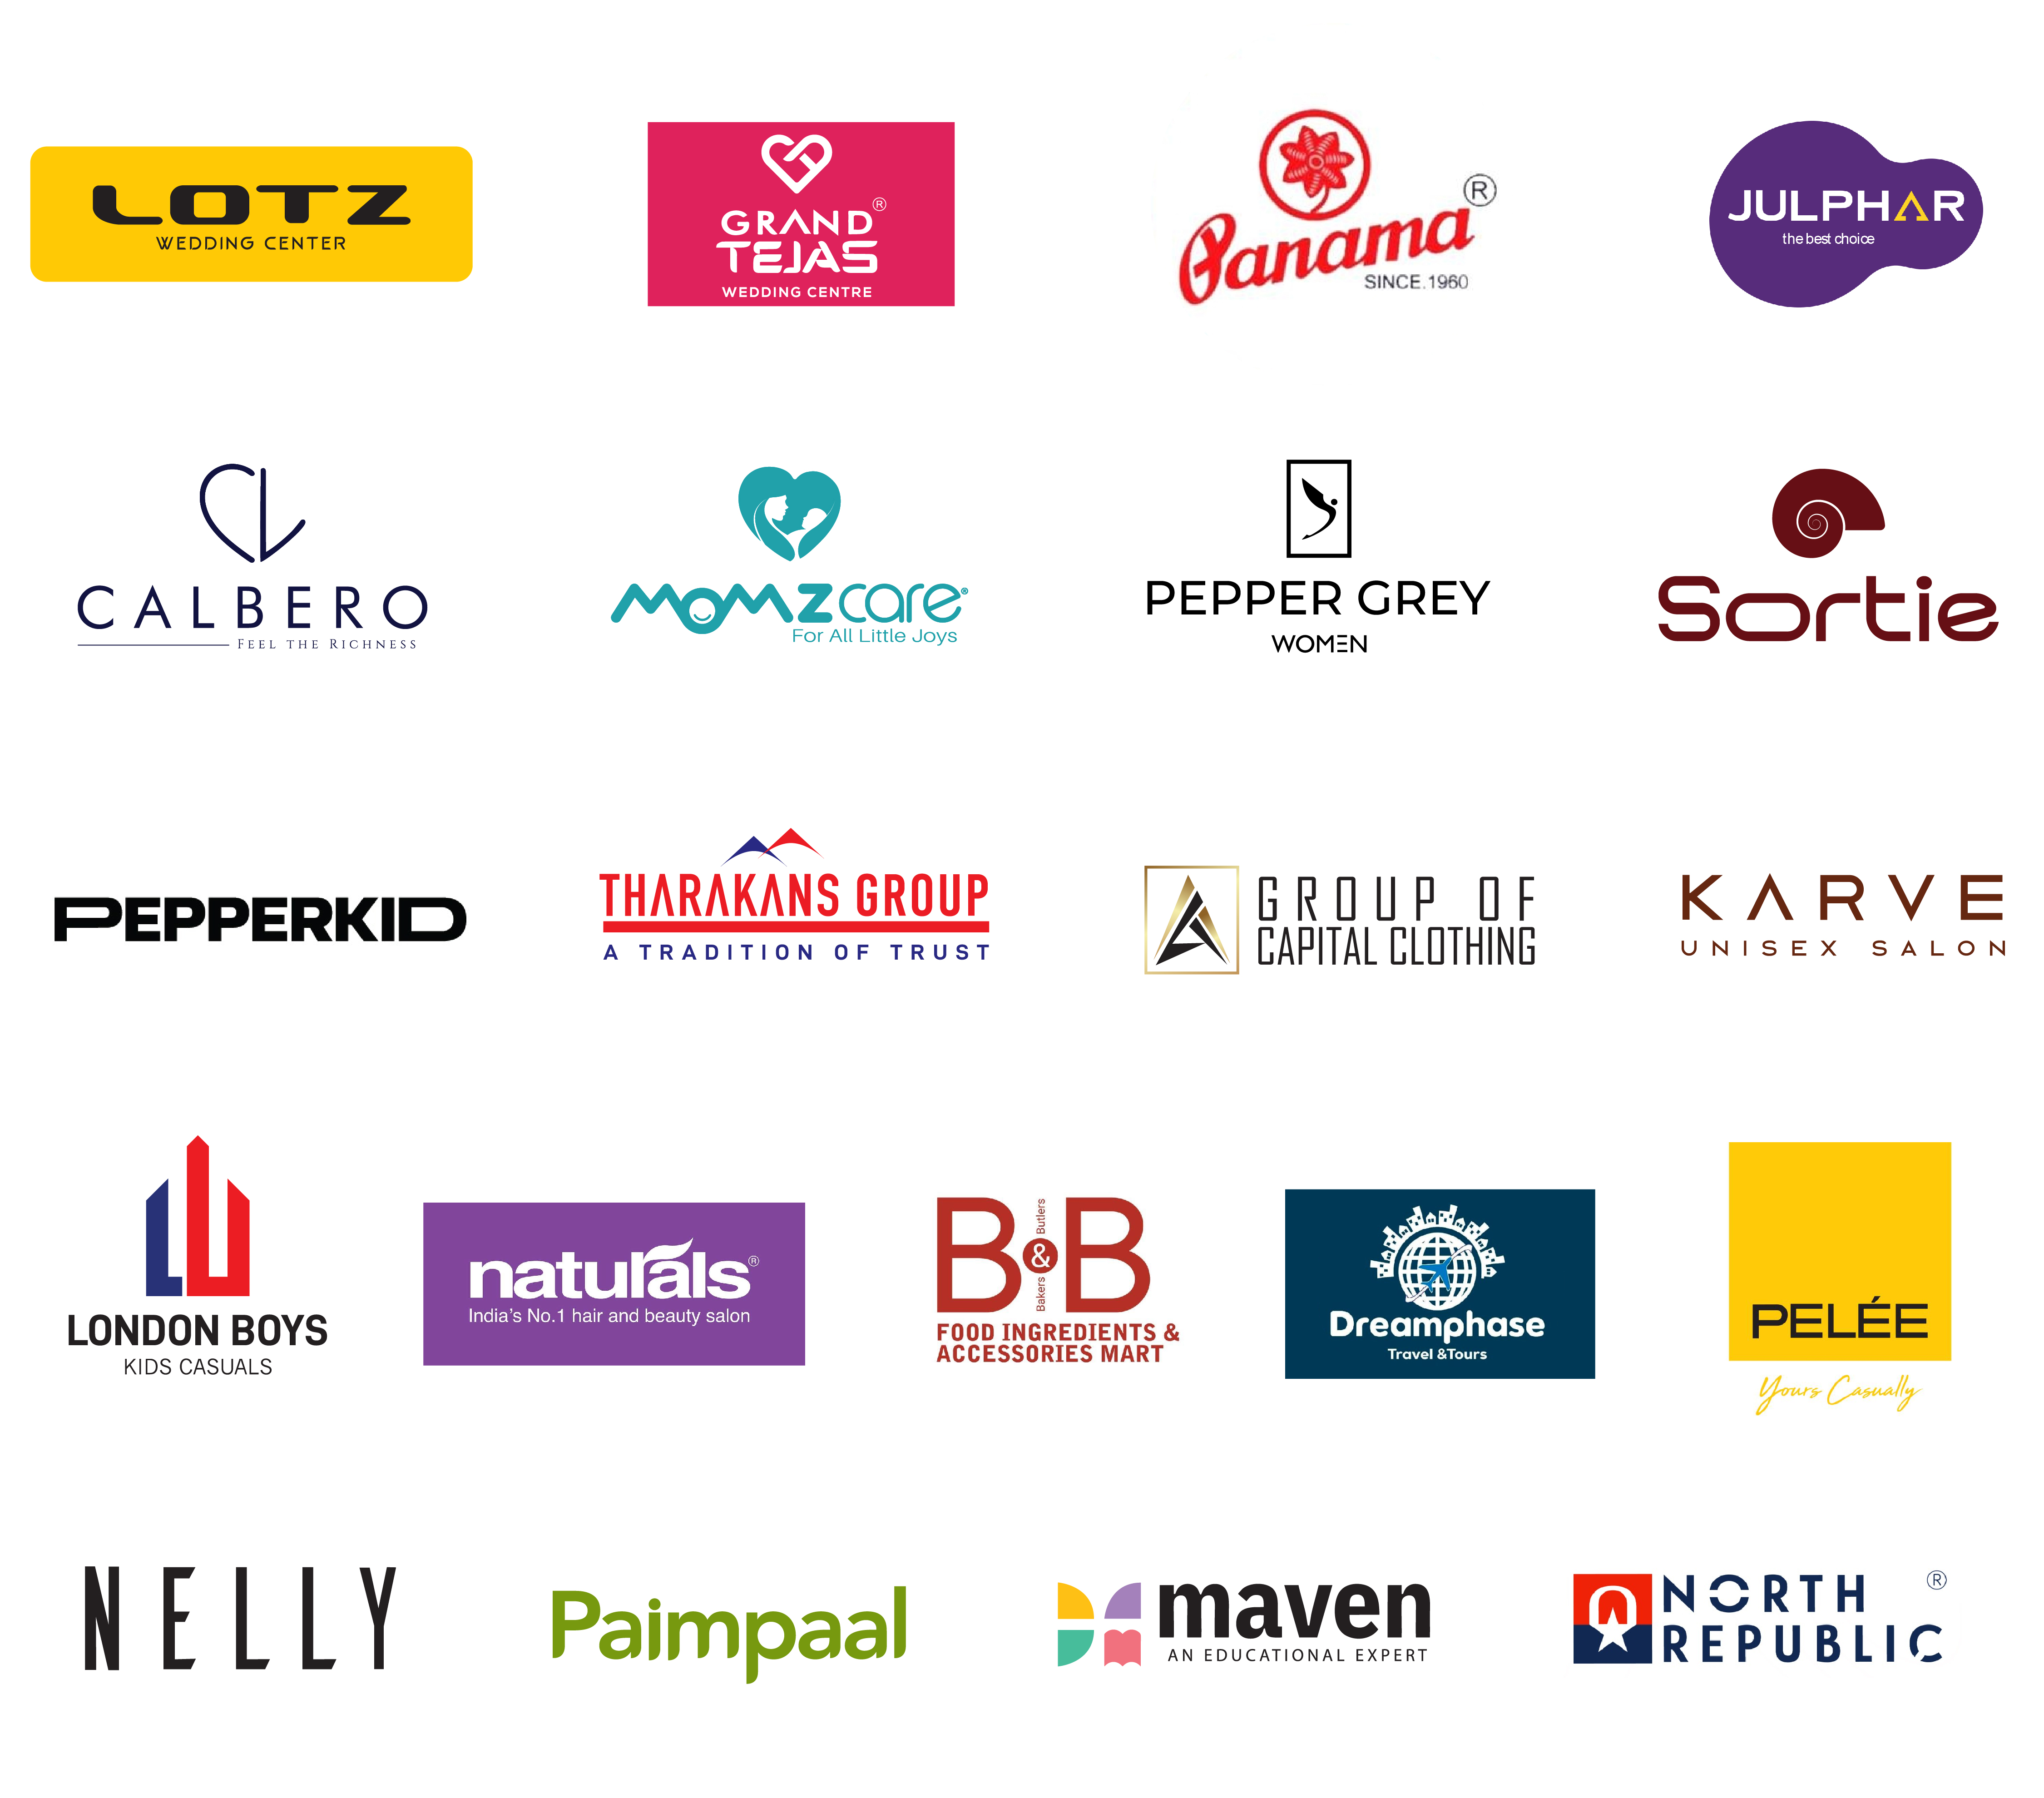 LOTZ
WEDDING CENTER
GRAND ®
TEJAS
WEDDING CENTRE
Panama ®
SINCE.1960
JULPHAR
the best choice
CALBERO
FEEL THE RICHNESS
MOMZcare®
For All Little Joys
PEPPER GREY
WOMEN
Sortie
PEPPERKID
THARAKANS GROUP
A TRADITION OF TRUST
GROUP OF
CAPITAL CLOTHING
KARVE
UNISEX SALON
LONDON BOYS
KIDS CASUALS
naturals®
India's No.1 hair and beauty salon
B&B
Bakers & Butlers
FOOD INGREDIENTS &
ACCESSORIES MART
Dreamphase
Travel &Tours
PELÉE
Yours Casually
NELLY
Paimpaal
maven
AN EDUCATIONAL EXPERT
NORTH ®
REPUBLIC